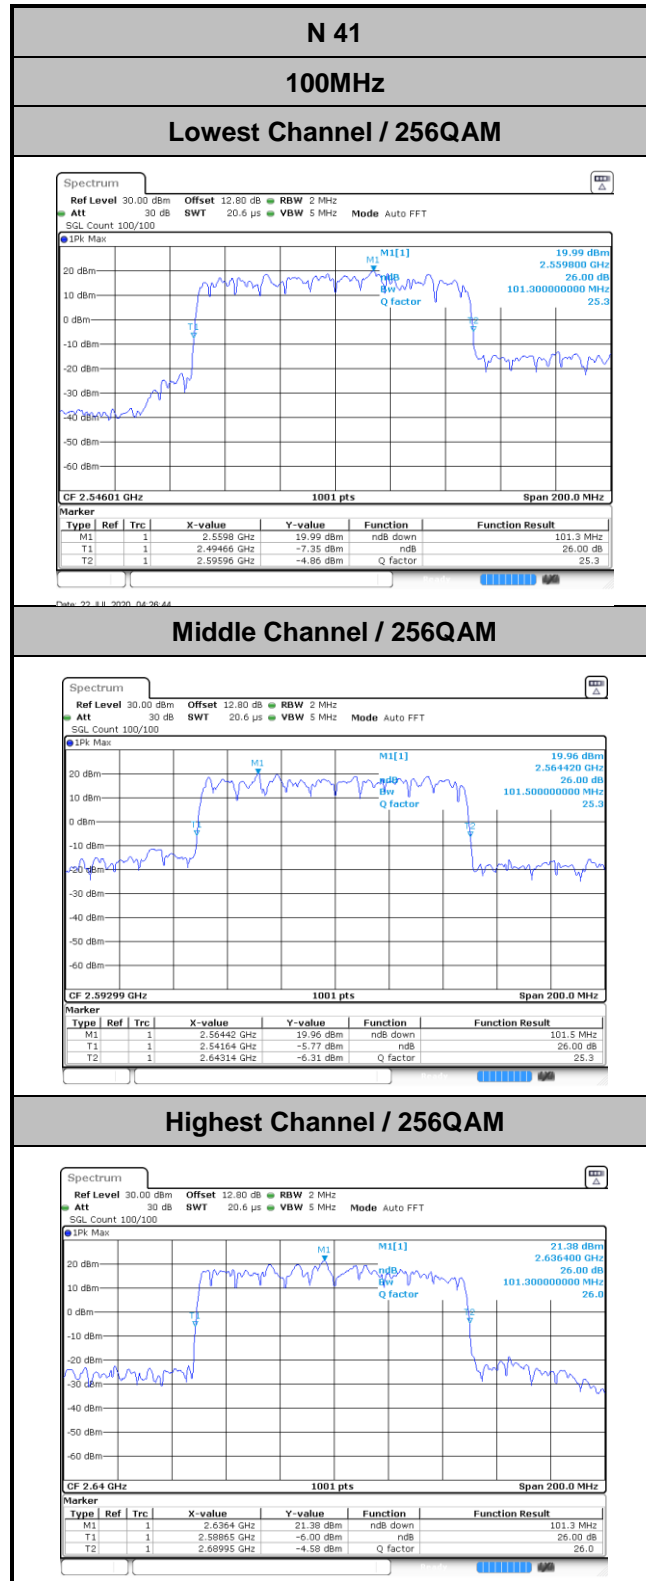 N 41
100MHz
Lowest Channel / 256QAM
Spectrum
Ref Level 30.00 dBm Offset 12.80 dB RBW 2 MHz
Att 30 dB SWT 20.6 µs VBW 5 MHz Mode Auto FFT
SGL Count 100/100
1Pk Max
M1[1] 19.99 dBm
2.559800 GHz
M1
20 dBm
ndB 26.00 dB
Bw 101.300000000 MHz
10 dBm
Q factor 25.3
0 dBm
T1 T2
-10 dBm
-20 dBm
-30 dBm
-40 dBm
-50 dBm
-60 dBm
CF 2.54601 GHz 1001 pts Span 200.0 MHz
Marker
Type Ref Trc X-value Y-value Function Function Result
M1 1 2.5598 GHz 19.99 dBm ndB down 101.3 MHz
T1 1 2.49466 GHz -7.35 dBm ndB 26.00 dB
T2 1 2.59596 GHz -4.86 dBm Q factor 25.3
Date: 22.JUL.2020 04:26:44
Middle Channel / 256QAM
Spectrum
Ref Level 30.00 dBm Offset 12.80 dB RBW 2 MHz
Att 30 dB SWT 20.6 µs VBW 5 MHz Mode Auto FFT
SGL Count 100/100
1Pk Max
M1[1] 19.96 dBm
M1
2.564420 GHz
20 dBm
ndB 26.00 dB
Bw 101.500000000 MHz
10 dBm
Q factor 25.3
0 dBm
T1 T2
-10 dBm
-20 dBm
-30 dBm
-40 dBm
-50 dBm
-60 dBm
CF 2.59299 GHz 1001 pts Span 200.0 MHz
Marker
Type Ref Trc X-value Y-value Function Function Result
M1 1 2.56442 GHz 19.96 dBm ndB down 101.5 MHz
T1 1 2.54164 GHz -5.77 dBm ndB 26.00 dB
T2 1 2.64314 GHz -6.31 dBm Q factor 25.3
Highest Channel / 256QAM
Spectrum
Ref Level 30.00 dBm Offset 12.80 dB RBW 2 MHz
Att 30 dB SWT 20.6 µs VBW 5 MHz Mode Auto FFT
SGL Count 100/100
1Pk Max
M1 M1[1] 21.38 dBm
2.636400 GHz
20 dBm
ndB 26.00 dB
Bw 101.300000000 MHz
10 dBm
Q factor 26.0
0 dBm
T1 T2
-10 dBm
-20 dBm
-30 dBm
-40 dBm
-50 dBm
-60 dBm
CF 2.64 GHz 1001 pts Span 200.0 MHz
Marker
Type Ref Trc X-value Y-value Function Function Result
M1 1 2.6364 GHz 21.38 dBm ndB down 101.3 MHz
T1 1 2.58865 GHz -6.00 dBm ndB 26.00 dB
T2 1 2.68995 GHz -4.58 dBm Q factor 26.0